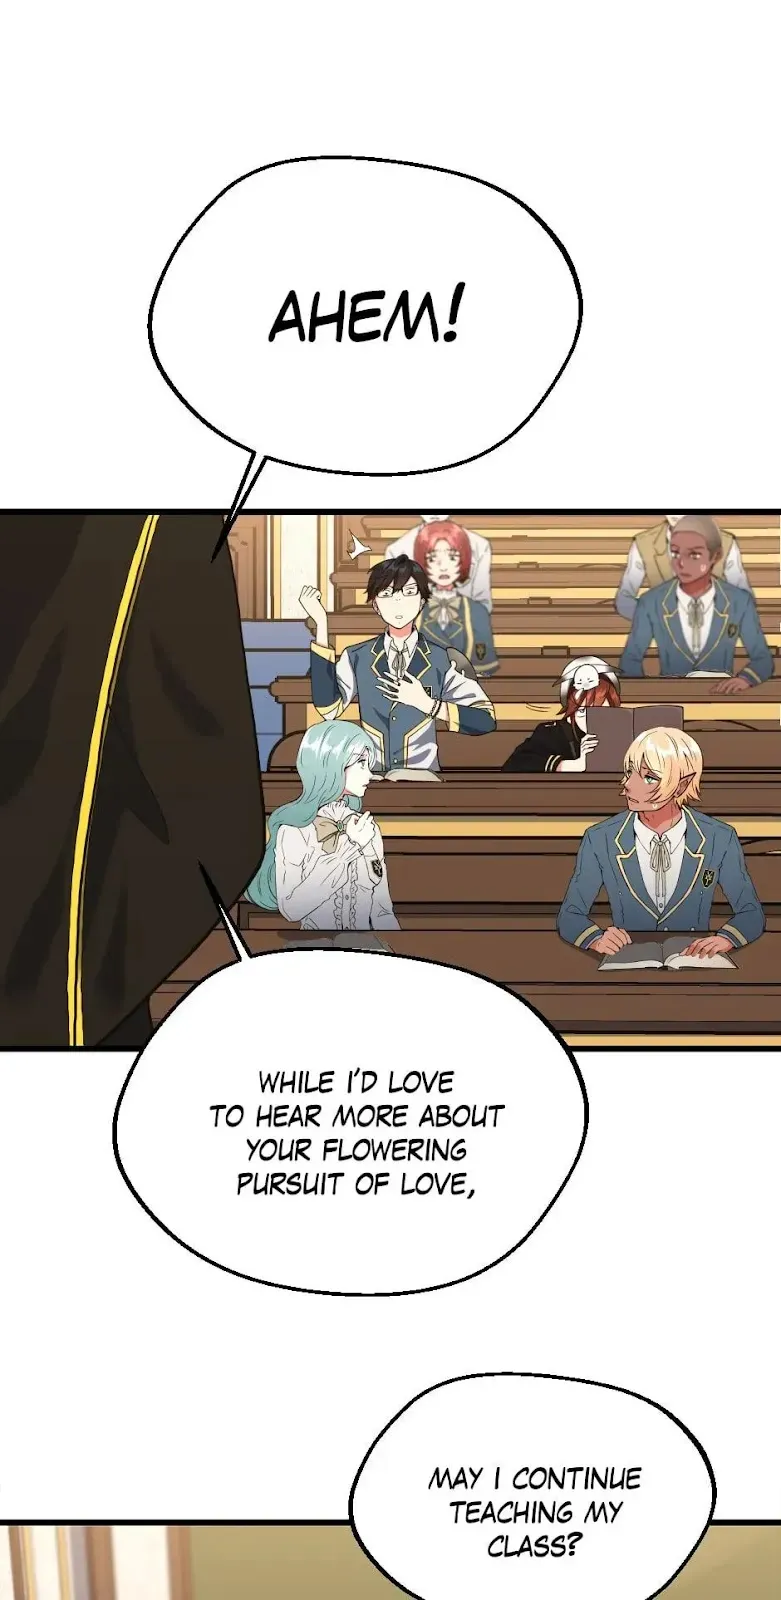 AHEM!
WHILE I'D LOVE
TO HEAR MORE ABOUT
YOUR FLOWERING
PURSUIT OF LOVE,
MAY I CONTINUE
TEACHING MY
CLASS?